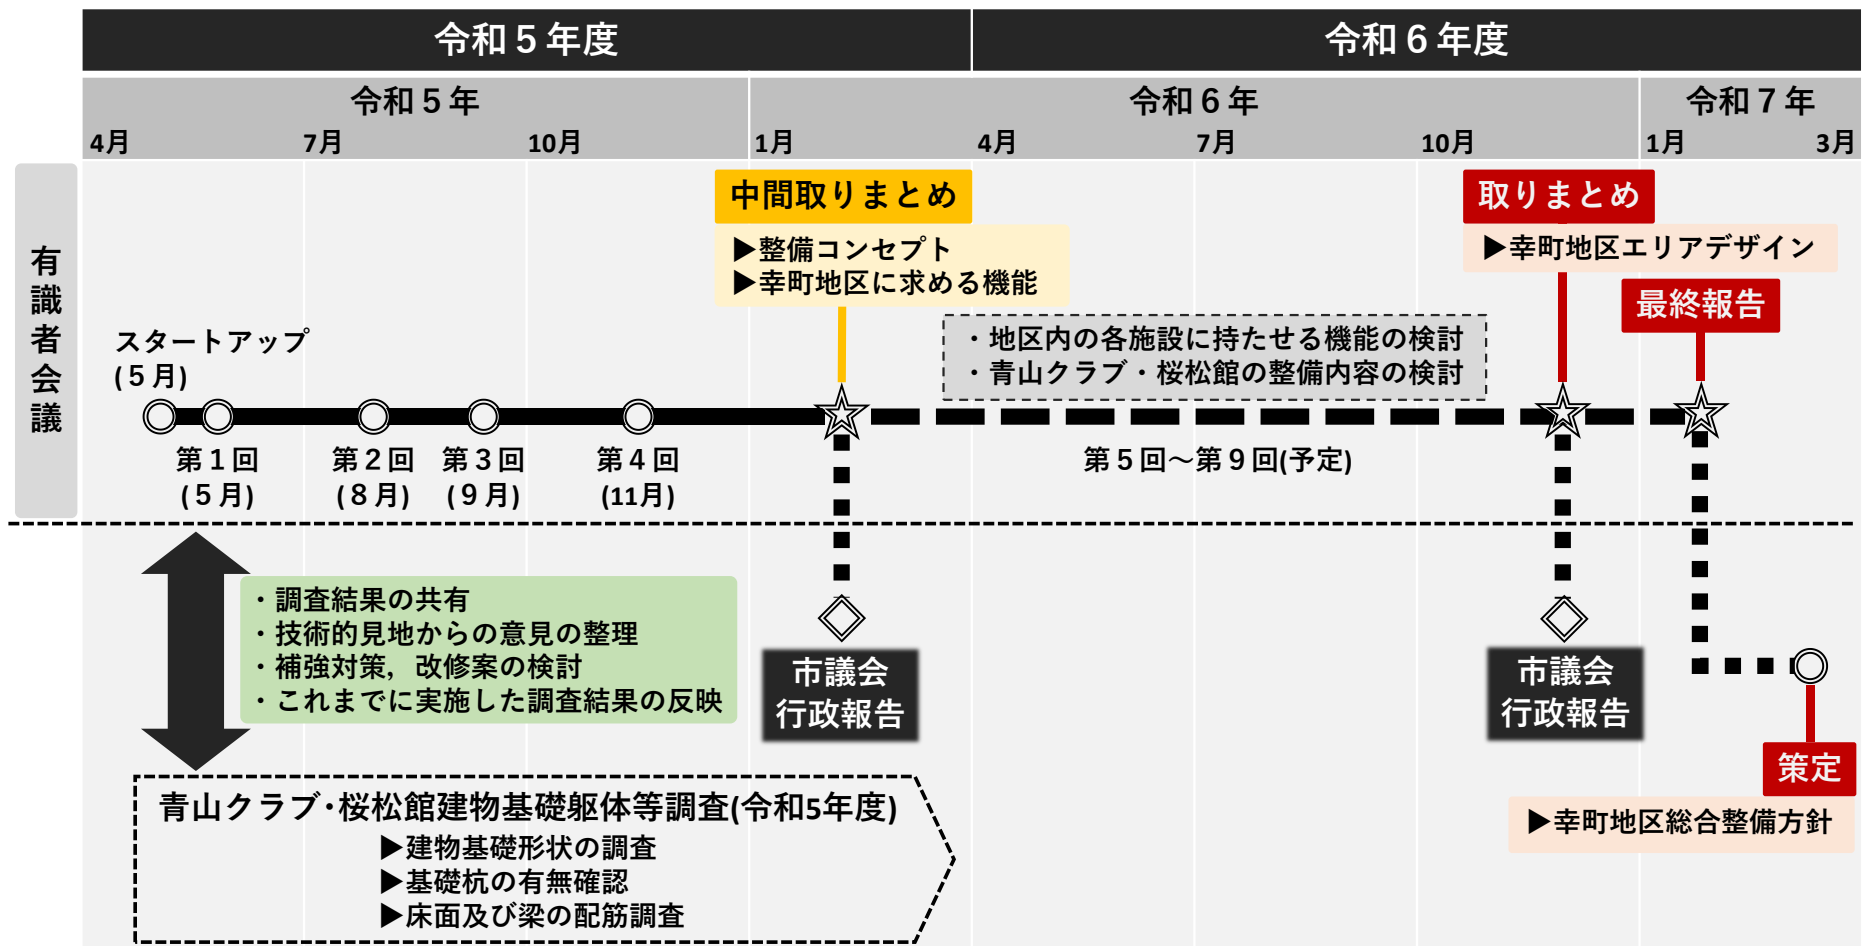 令和５年度
令和６年度
令和５年
令和６年
令和７年
4月
7月
10月
1月
4月
7月
10月
1月
3月
有識者会議
中間取りまとめ
▶整備コンセプト
▶幸町地区に求める機能
取りまとめ
▶幸町地区エリアデザイン
最終報告
スタートアップ
(５月)
・地区内の各施設に持たせる機能の検討
・青山クラブ・桜松館の整備内容の検討
第１回
(５月)
第２回
(８月)
第３回
(９月)
第４回
(11月)
第５回～第９回(予定)
・調査結果の共有
・技術的見地からの意見の整理
・補強対策，改修案の検討
・これまでに実施した調査結果の反映
市議会
行政報告
市議会
行政報告
策定
▶幸町地区総合整備方針
青山クラブ･桜松館建物基礎躯体等調査(令和5年度)
▶建物基礎形状の調査
▶基礎杭の有無確認
▶床面及び梁の配筋調査